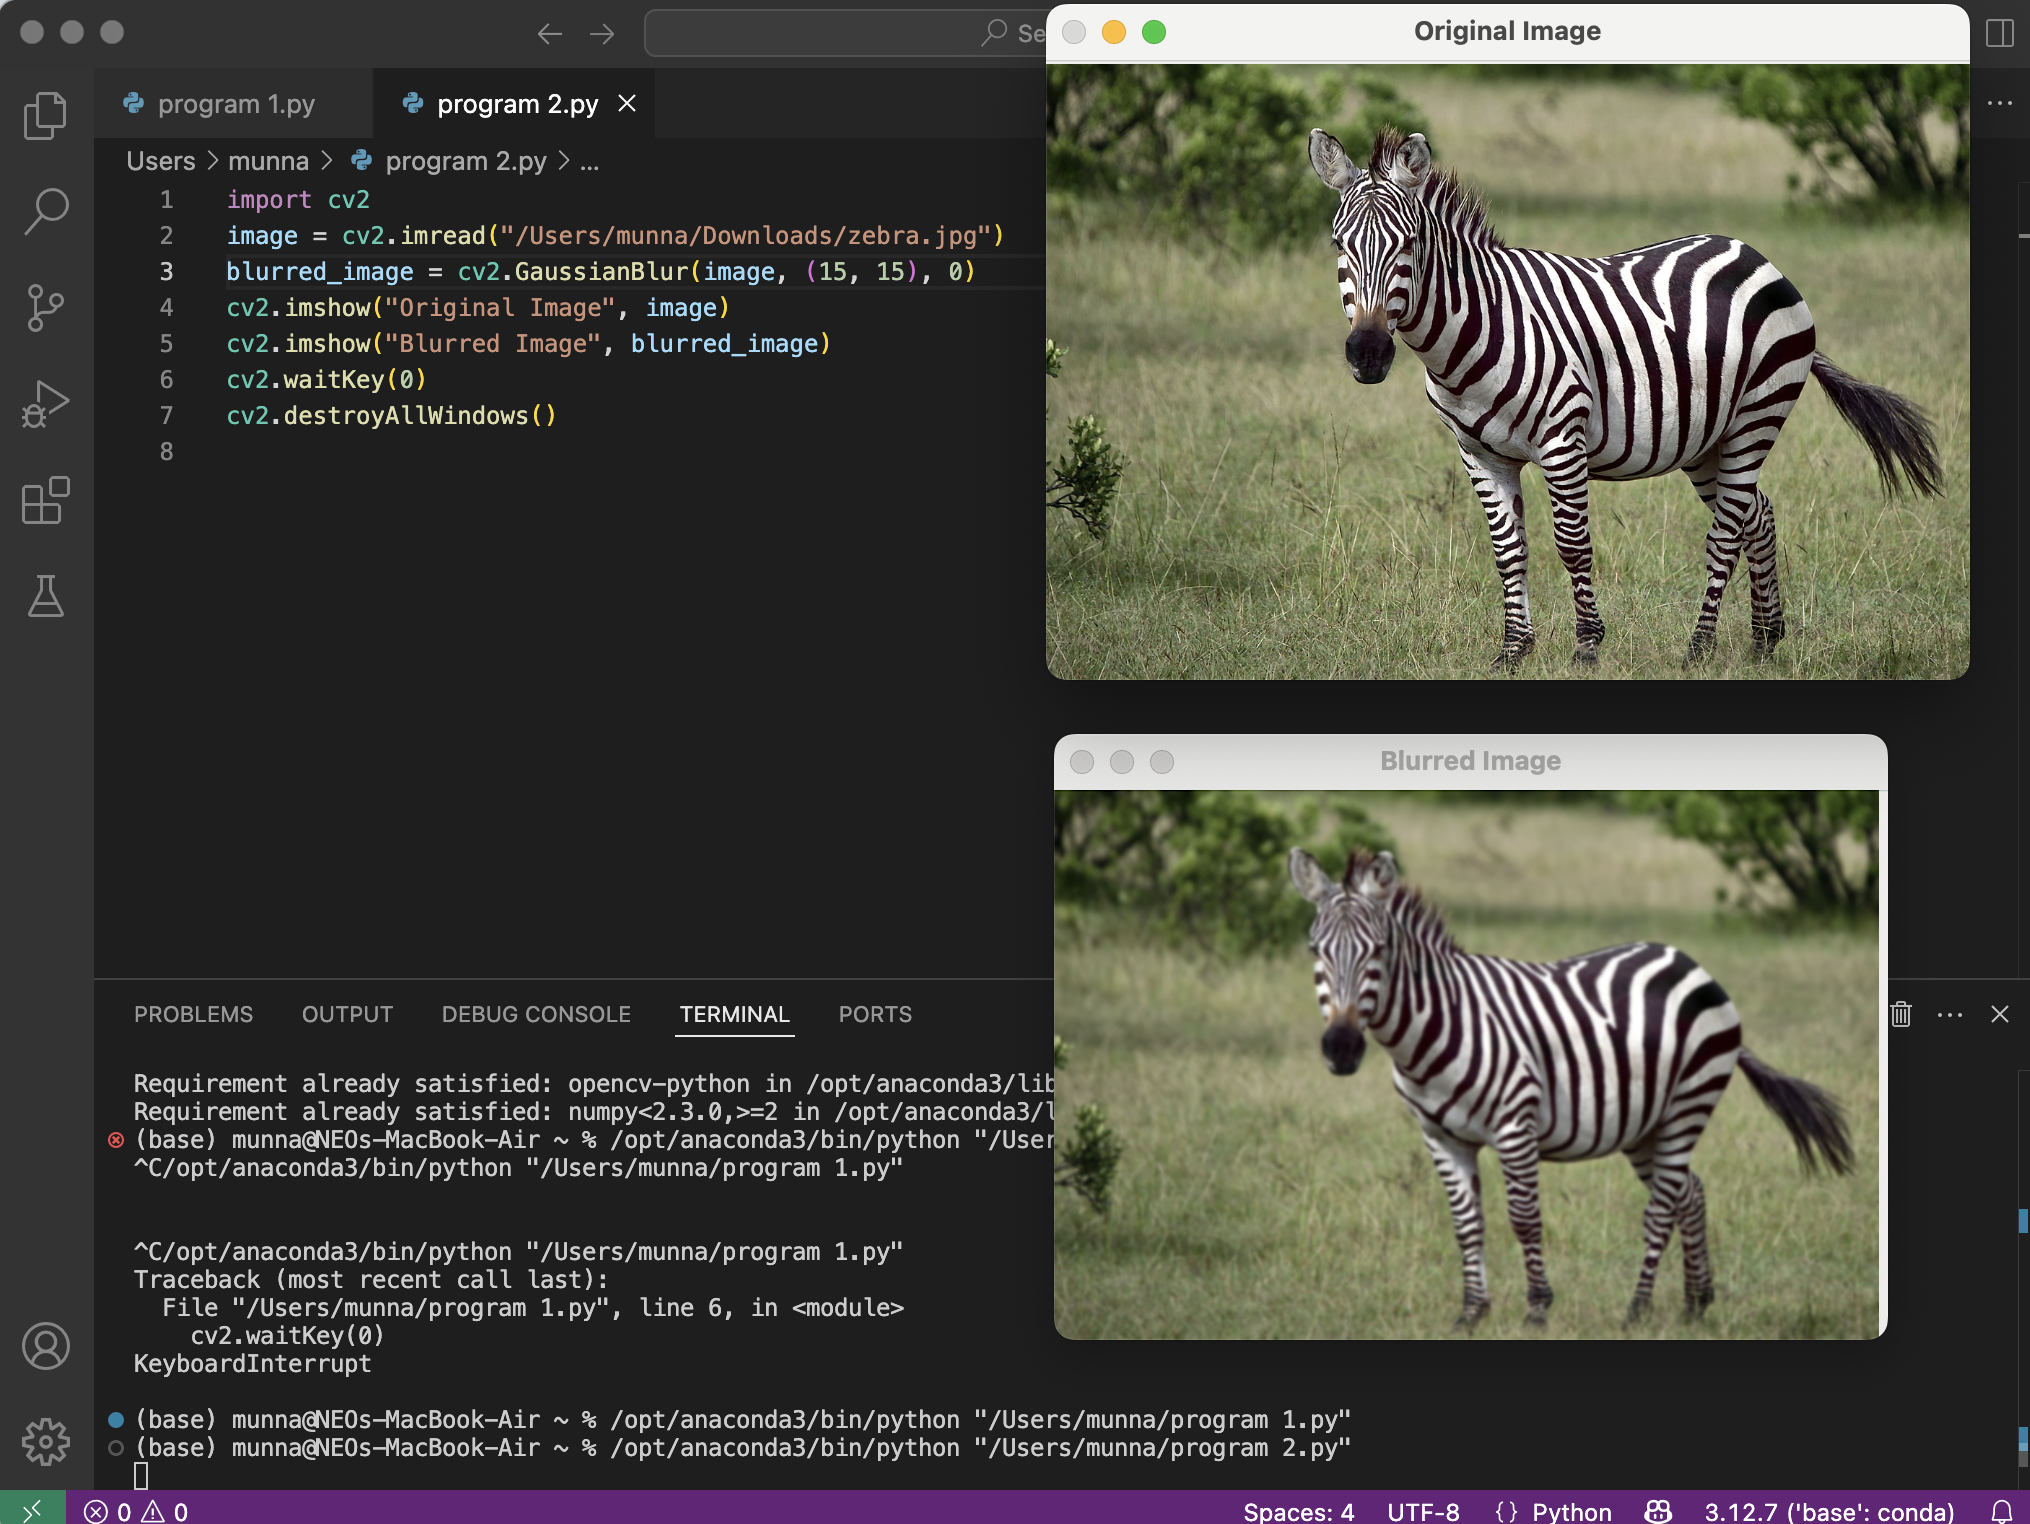 Se
program 1.py
program 2.py
Users > munna > program 2.py > ...
1 import cv2
2 image = cv2.imread("/Users/munna/Downloads/zebra.jpg")
3 blurred_image = cv2.GaussianBlur(image, (15, 15), 0)
4 cv2.imshow("Original Image", image)
5 cv2.imshow("Blurred Image", blurred_image)
6 cv2.waitKey(0)
7 cv2.destroyAllWindows()
8
Original Image
Blurred Image
PROBLEMS OUTPUT DEBUG CONSOLE TERMINAL PORTS
Requirement already satisfied: opencv-python in /opt/anaconda3/lib
Requirement already satisfied: numpy<2.3.0,>=2 in /opt/anaconda3/l
(base) munna@NEOs-MacBook-Air ~ % /opt/anaconda3/bin/python "/User
^C/opt/anaconda3/bin/python "/Users/munna/program 1.py"
^C/opt/anaconda3/bin/python "/Users/munna/program 1.py"
Traceback (most recent call last):
File "/Users/munna/program 1.py", line 6, in <module>
cv2.waitKey(0)
KeyboardInterrupt
(base) munna@NEOs-MacBook-Air ~ % /opt/anaconda3/bin/python "/Users/munna/program 1.py"
(base) munna@NEOs-MacBook-Air ~ % /opt/anaconda3/bin/python "/Users/munna/program 2.py"
0 0 Spaces: 4 UTF-8 {} Python 3.12.7 ('base': conda)